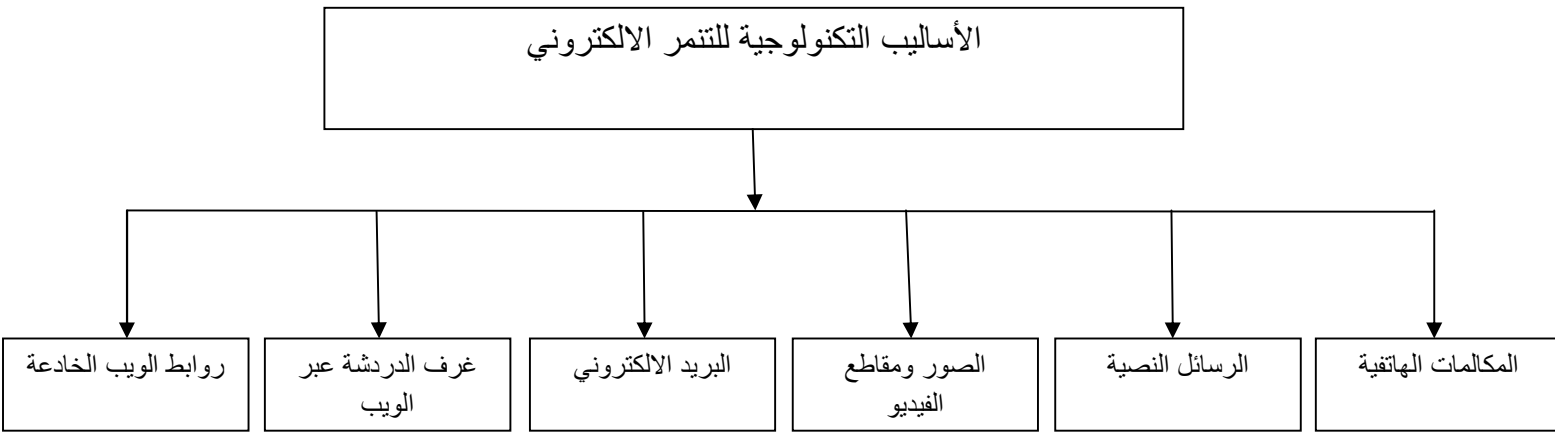 الأساليب التكنولوجية للتنمر الالكتروني
المكالمات الهاتفية
الرسائل النصية
الصور ومقاطع
الفيديو
البريد الالكتروني
غرف الدردشة عبر
الويب
روابط الويب الخادعة